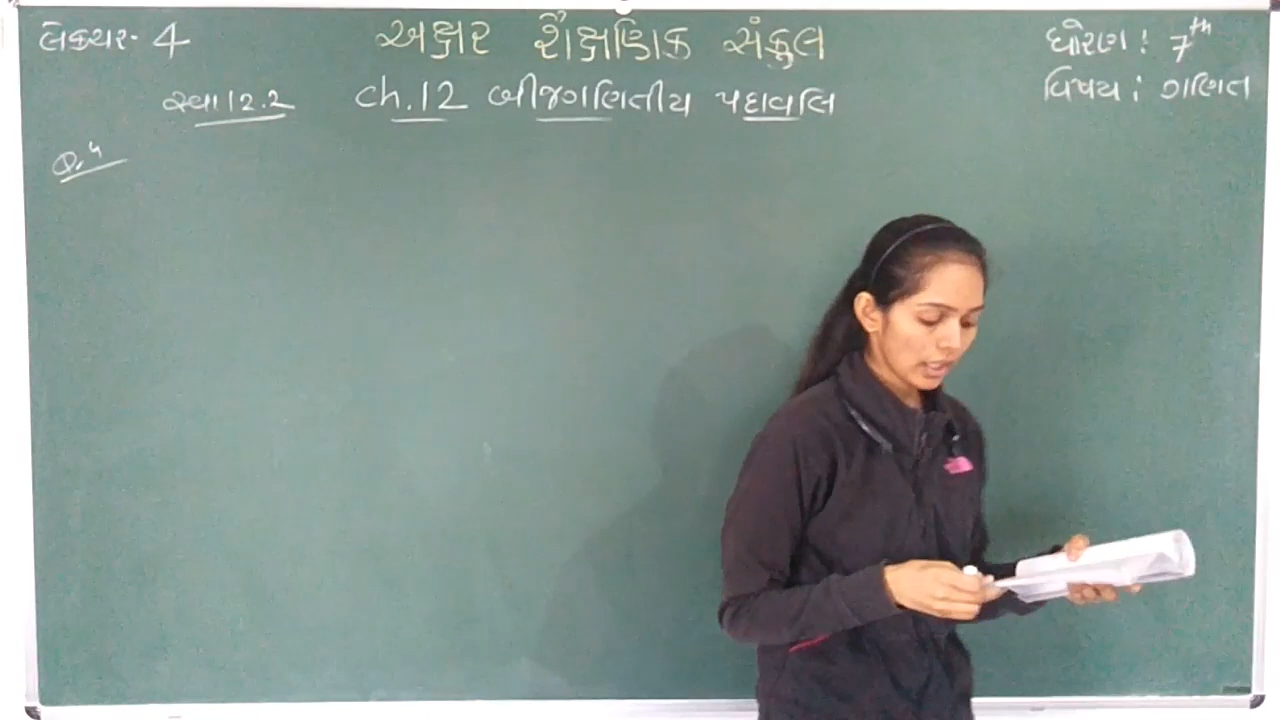 લેક્ચર- 4
અક્ષર શૈક્ષણિક સંકુલ
ધોરણ : 7th
વિષય : ગણિત
સ્વા 12.2
ch.12 બીજગણિતીય પદાવલિ
Q. 4